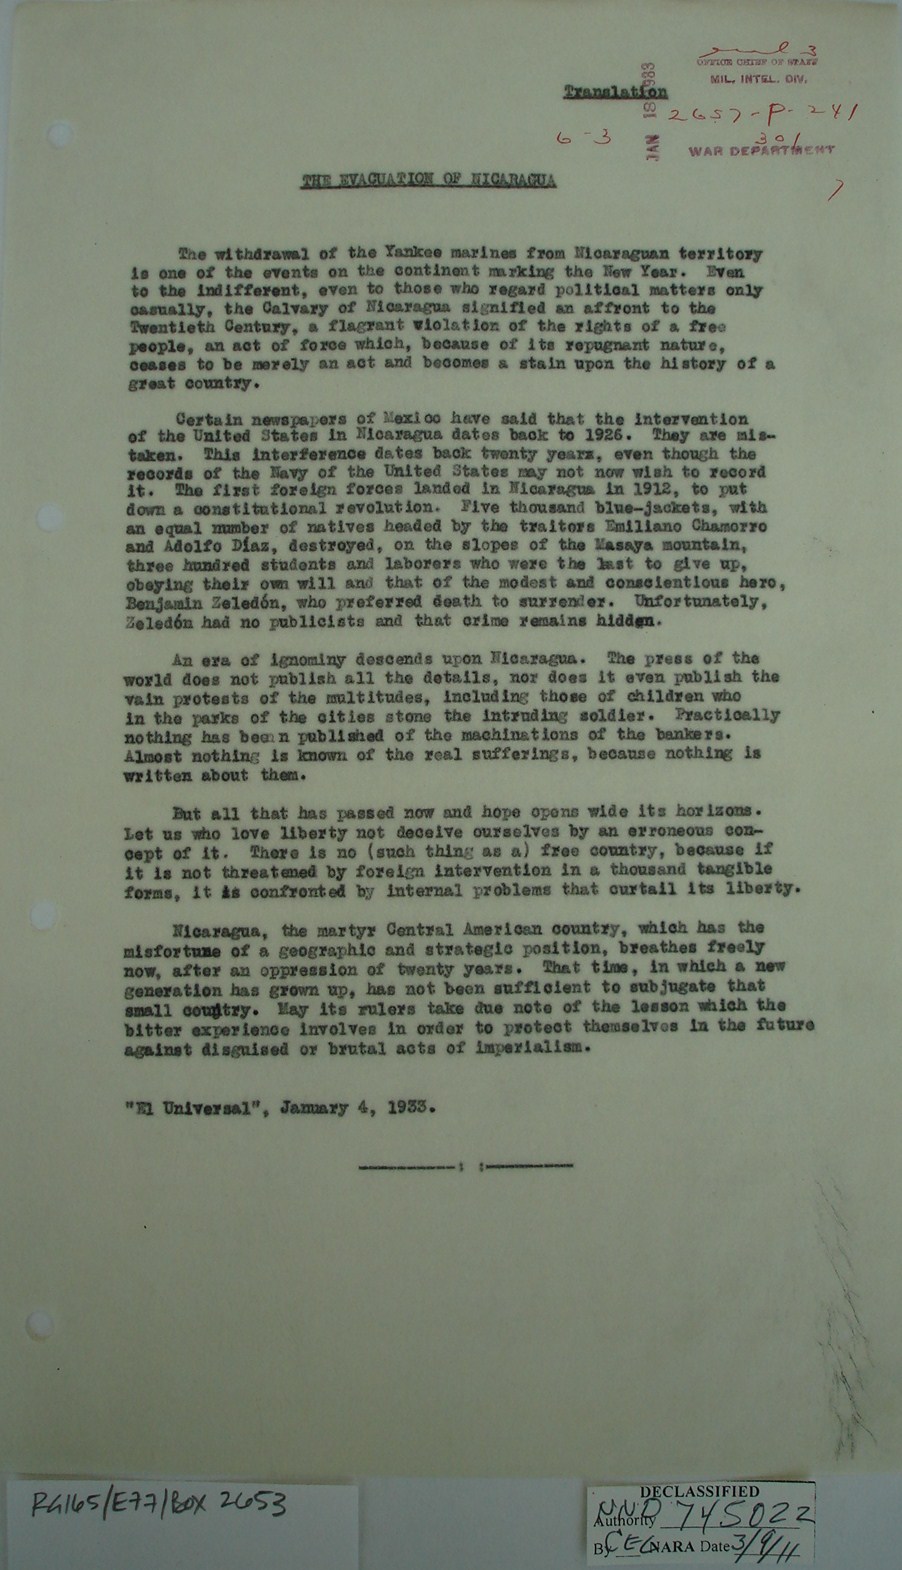 Translation
OFFICE CHIEF OF STAFF
MIL. INTEL. DIV.
JAN 18 1933
2657-P-241
301
6-3
WAR DEPARTMENT
7
THE EVACUATION OF NICARAGUA
The withdrawal of the Yankee marines from Nicaraguan territory
is one of the events on the continent marking the New Year. Even
to the indifferent, even to those who regard political matters only
casually, the Calvary of Nicaragua signified an affront to the
Twentieth Century, a flagrant violation of the rights of a free
people, an act of force which, because of its repugnant nature,
ceases to be merely an act and becomes a stain upon the history of a
great country.
Certain newspapers of Mexico have said that the intervention
of the United States in Nicaragua dates back to 1926. They are mis-
taken. This interference dates back twenty years, even though the
records of the Navy of the United States may not now wish to record
it. The first foreign forces landed in Nicaragua in 1912, to put
down a constitutional revolution. Five thousand blue-jackets, with
an equal number of natives headed by the traitors Emiliano Chamorro
and Adolfo Díaz, destroyed, on the slopes of the Masaya mountain,
three hundred students and laborers who were the last to give up,
obeying their own will and that of the modest and conscientious hero,
Benjamin Zeledón, who preferred death to surrender. Unfortunately,
Zeledón had no publicists and that crime remains hidden.
An era of ignominy descends upon Nicaragua. The press of the
world does not publish all the details, nor does it even publish the
vain protests of the multitudes, including those of children who
in the parks of the cities stone the intruding soldier. Practically
nothing has been published of the machinations of the bankers.
Almost nothing is known of the real sufferings, because nothing is
written about them.
But all that has passed now and hope opens wide its horizons.
Let us who love liberty not deceive ourselves by an erroneous con-
cept of it. There is no (such thing as a) free country, because if
it is not threatened by foreign intervention in a thousand tangible
forms, it is confronted by internal problems that curtail its liberty.
Nicaragua, the martyr Central American country, which has the
misfortune of a geographic and strategic position, breathes freely
now, after an oppression of twenty years. That time, in which a new
generation has grown up, has not been sufficient to subjugate that
small country. May its rulers take due note of the lesson which the
bitter experience involves in order to protect themselves in the future
against disguised or brutal acts of imperialism.
"El Universal", January 4, 1933.
----------: :----------
RG165/E77/Box 2653
DECLASSIFIED
Authority NND 745022
By CEG NARA Date 3/9/11